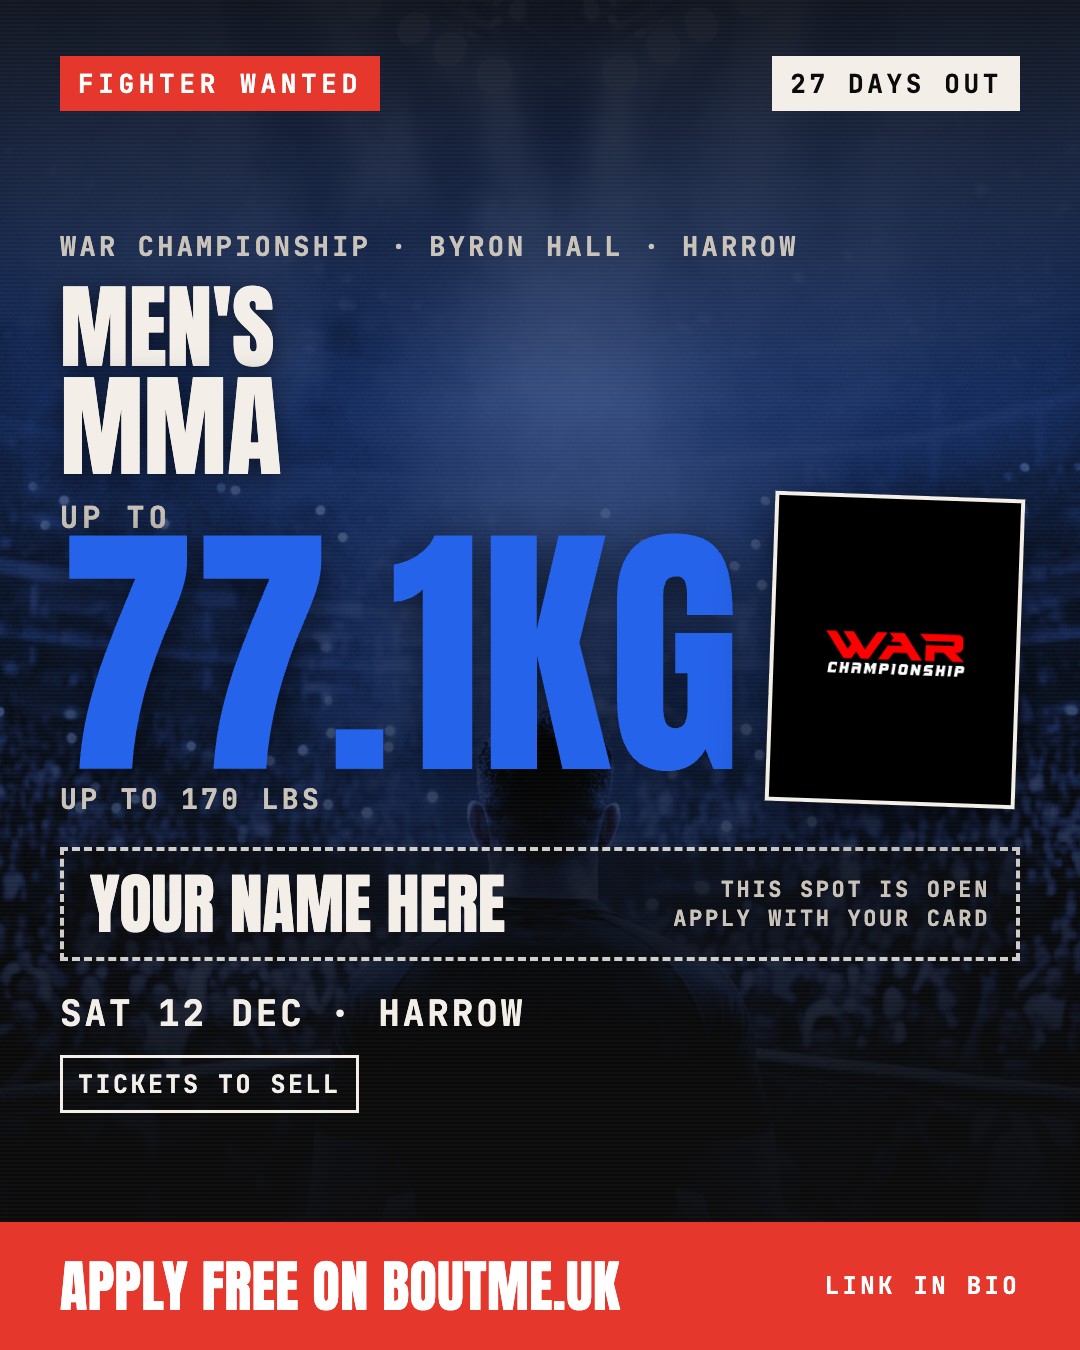 FIGHTER WANTED
27 DAYS OUT
WAR CHAMPIONSHIP · BYRON HALL · HARROW
MEN'S
MMA
UP TO
77.1KG
WAR
CHAMPIONSHIP
UP TO 170 LBS
YOUR NAME HERE
THIS SPOT IS OPEN
APPLY WITH YOUR CARD
SAT 12 DEC · HARROW
TICKETS TO SELL
APPLY FREE ON BOUTME.UK
LINK IN BIO